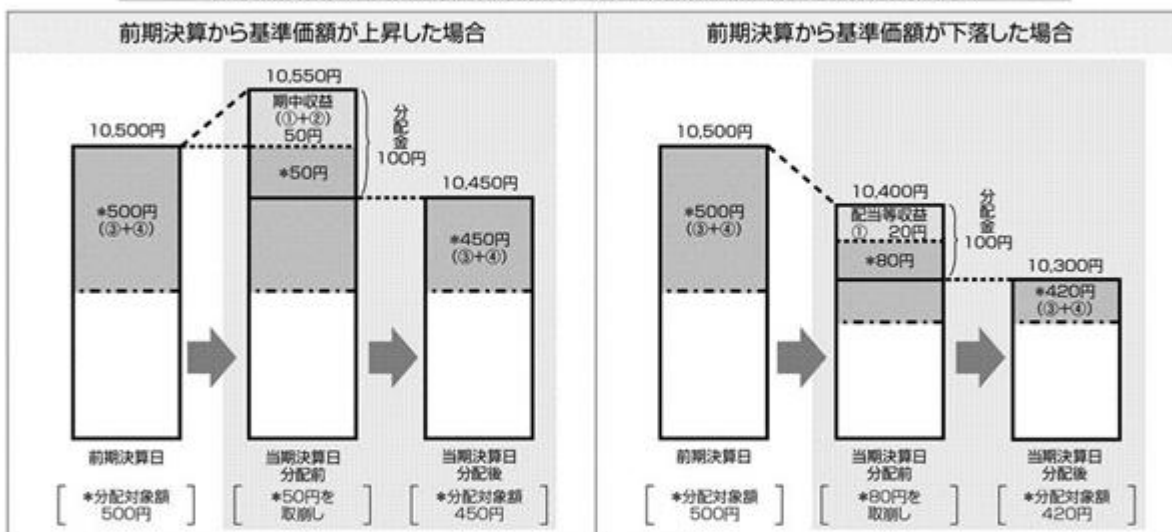 前期決算から基準価額が上昇した場合
10,500円
*500円
(③+④)
10,550円
期中収益
(①+②)
50円
*50円
分配金
100円
10,450円
*450円
(③+④)
前期決算日
当期決算日
分配前
当期決算日
分配後
*分配対象額
500円
*50円を
取崩し
*分配対象額
450円
前期決算から基準価額が下落した場合
10,500円
*500円
(③+④)
10,400円
配当等収益
① 20円
*80円
分配金
100円
10,300円
*420円
(③+④)
前期決算日
当期決算日
分配前
当期決算日
分配後
*分配対象額
500円
*80円を
取崩し
*分配対象額
420円